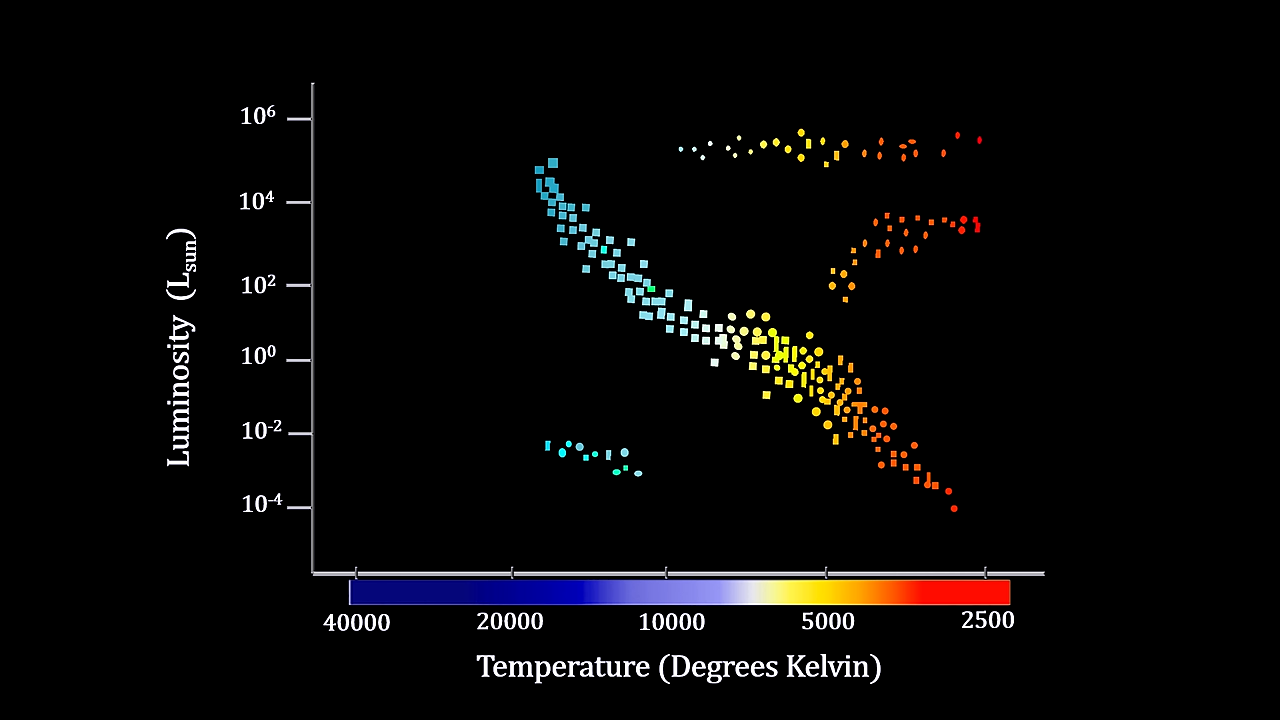 10⁶
10⁴
10²
10⁰
10⁻²
10⁻⁴
Luminosity (Lsun)
40000 20000 10000 5000 2500
Temperature (Degrees Kelvin)